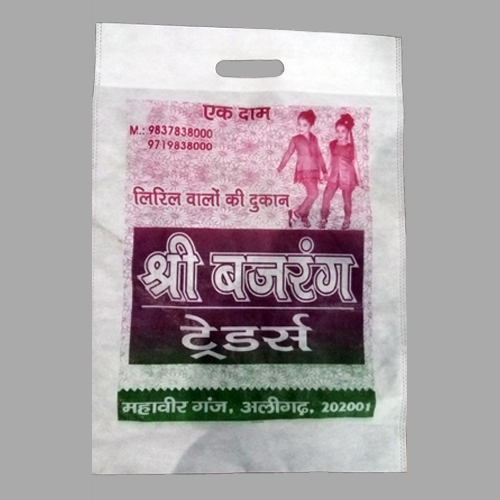 एक दाम
M.: 9837838000
9719838000
लिरिल वालों की दुकान
श्री बजरंग
ट्रेडर्स
महावीर गंज, अलीगढ़, 202001